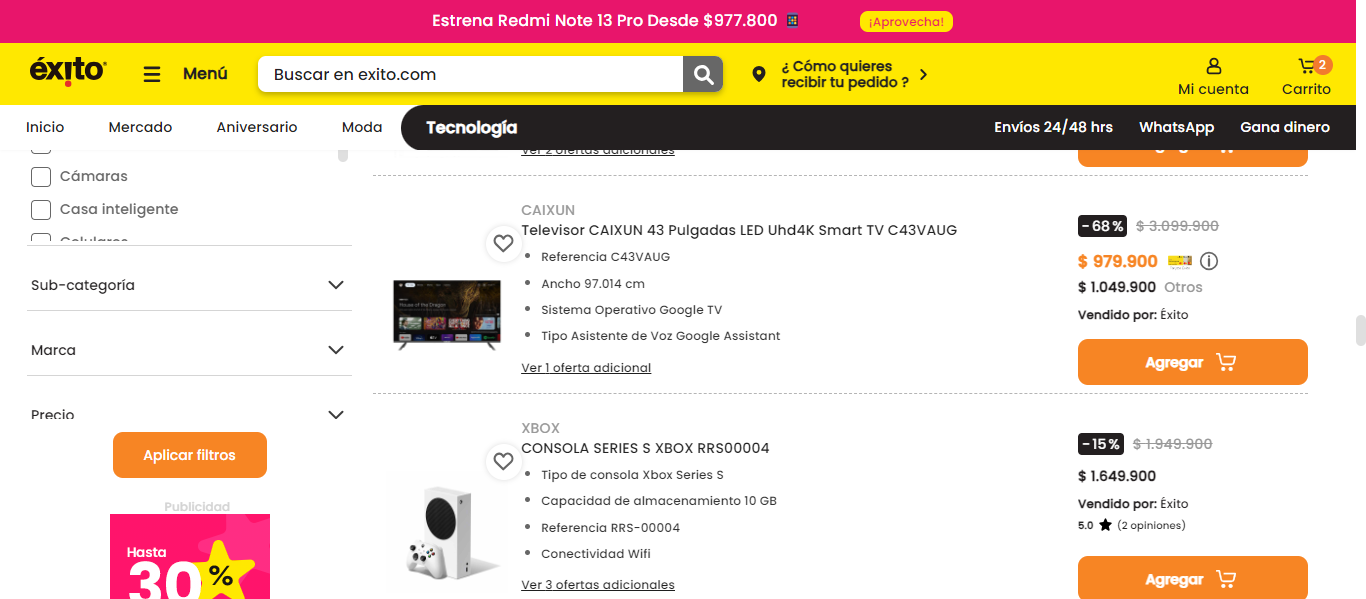 Estrena Redmi Note 13 Pro Desde $977.800
¡Aprovecha!
éxito
Menú
Buscar en exito.com
¿ Cómo quieres
recibir tu pedido ?
Mi cuenta
2
Carrito
Inicio
Mercado
Aniversario
Moda
Tecnología
Envíos 24/48 hrs
WhatsApp
Gana dinero
Cámaras
Casa inteligente
Celulares
Sub-categoría
Marca
Precio
Aplicar filtros
Publicidad
Hasta
30%
Ver 2 ofertas adicionales
Agregar
CAIXUN
Televisor CAIXUN 43 Pulgadas LED Uhd4K Smart TV C43VAUG
Referencia C43VAUG
Ancho 97.014 cm
Sistema Operativo Google TV
Tipo Asistente de Voz Google Assistant
Ver 1 oferta adicional
-68% $ 3.099.900
$ 979.900
$ 1.049.900 Otros
Vendido por: Éxito
Agregar
XBOX
CONSOLA SERIES S XBOX RRS00004
Tipo de consola Xbox Series S
Capacidad de almacenamiento 10 GB
Referencia RRS-00004
Conectividad Wifi
Ver 3 ofertas adicionales
-15% $ 1.949.900
$ 1.649.900
Vendido por: Éxito
5.0 (2 opiniones)
Agregar